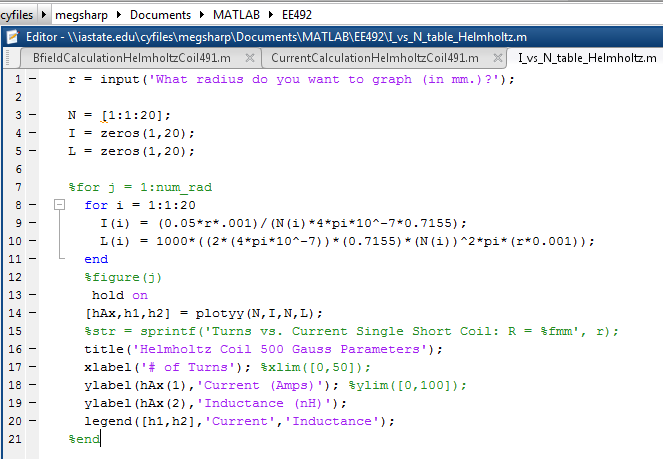 cyfiles ▸ megsharp ▸ Documents ▸ MATLAB ▸ EE492
Editor - \\iastate.edu\cyfiles\megsharp\Documents\MATLAB\EE492\I_vs_N_table_Helmholtz.m
BfieldCalculationHelmholtzCoil491.m × CurrentCalculationHelmholtzCoil491.m × I_vs_N_table_Helmholtz.m
1 – r = input('What radius do you want to graph (in mm.)?');
2
3 – N = [1:1:20];
4 – I = zeros(1,20);
5 – L = zeros(1,20);
6
7 %for j = 1:num_rad
8 – for i = 1:1:20
9 – I(i) = (0.05*r*.001)/(N(i)*4*pi*10^-7*0.7155);
10 – L(i) = 1000*((2*(4*pi*10^-7))*(0.7155)*(N(i))^2*pi*(r*0.001));
11 – end
12 %figure(j)
13 – hold on
14 – [hAx,h1,h2] = plotyy(N,I,N,L);
15 %str = sprintf('Turns vs. Current Single Short Coil: R = %fmm', r);
16 – title('Helmholtz Coil 500 Gauss Parameters');
17 – xlabel('# of Turns'); %xlim([0,50]);
18 – ylabel(hAx(1),'Current (Amps)'); %ylim([0,100]);
19 – ylabel(hAx(2),'Inductance (nH)');
20 – legend([h1,h2],'Current','Inductance');
21 %end